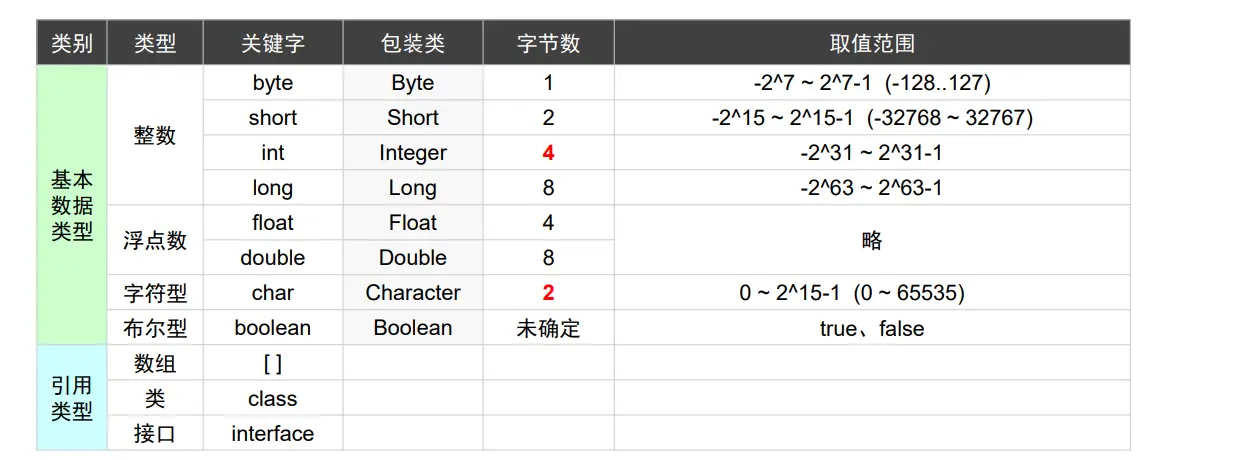 类别 类型 关键字 包装类 字节数 取值范围
基本数据类型 整数 byte Byte 1 -2^7 ~ 2^7-1 (-128..127)
short Short 2 -2^15 ~ 2^15-1 (-32768 ~ 32767)
int Integer 4 -2^31 ~ 2^31-1
long Long 8 -2^63 ~ 2^63-1
浮点数 float Float 4 略
double Double 8
字符型 char Character 2 0 ~ 2^15-1 (0 ~ 65535)
布尔型 boolean Boolean 未确定 true、false
引用类型 数组 [ ]
类 class
接口 interface